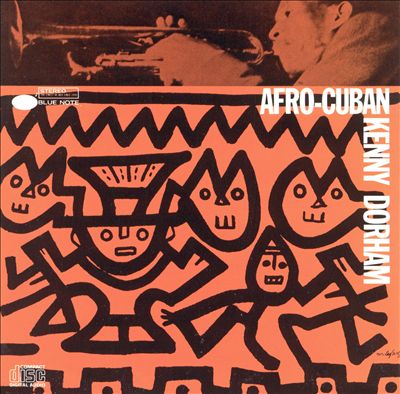 STEREO
BLUE NOTE
AFRO-CUBAN
KENNY DORHAM
COMPACT
disc
DIGITAL AUDIO